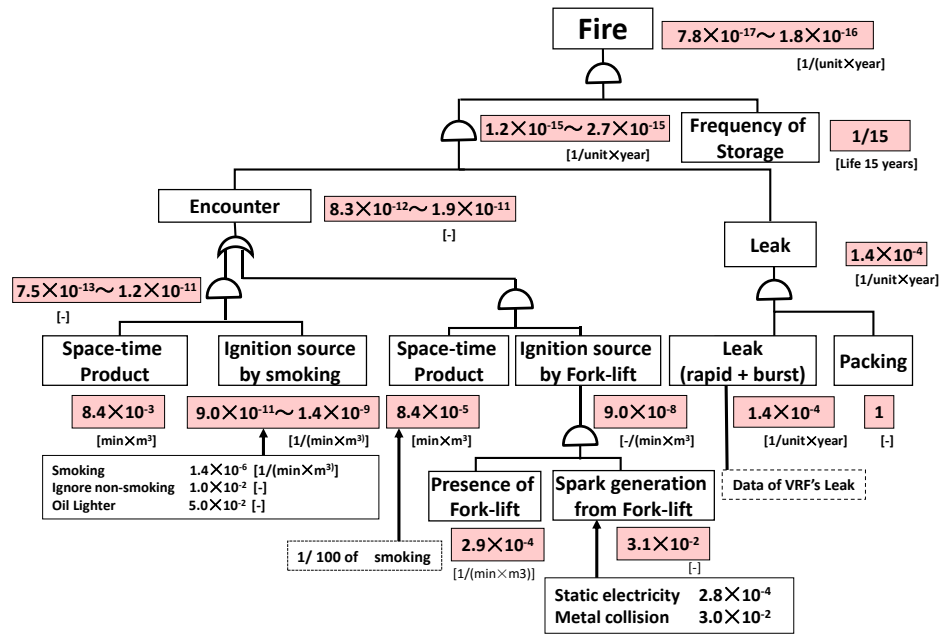 Fire
7.8×10⁻¹⁷～1.8×10⁻¹⁶
[1/(unit×year]
1.2×10⁻¹⁵～2.7×10⁻¹⁵
[1/unit×year]
Frequency of
Storage
1/15
[Life 15 years]
Encounter
8.3×10⁻¹²～1.9×10⁻¹¹
[-]
Leak
1.4×10⁻⁴
[1/unit×year]
7.5×10⁻¹³～1.2×10⁻¹¹
[-]
Space-time
Product
Ignition source
by smoking
Space-time
Product
Ignition source
by Fork-lift
Leak
(rapid + burst)
Packing
8.4×10⁻³
[min×m³]
9.0×10⁻¹¹～1.4×10⁻⁹
[1/(min×m³)]
8.4×10⁻⁵
[min×m³]
9.0×10⁻⁸
[-/(min×m³]
1.4×10⁻⁴
[1/unit×year]
1
[-]
Smoking 1.4×10⁻⁶ [1/(min×m³)]
Ignore non-smoking 1.0×10⁻² [-]
Oil Lighter 5.0×10⁻² [-]
Presence of
Fork-lift
Spark generation
from Fork-lift
Data of VRF's Leak
1/ 100 of smoking
2.9×10⁻⁴
[1/(min×m3)]
3.1×10⁻²
[-]
Static electricity 2.8×10⁻⁴
Metal collision 3.0×10⁻²